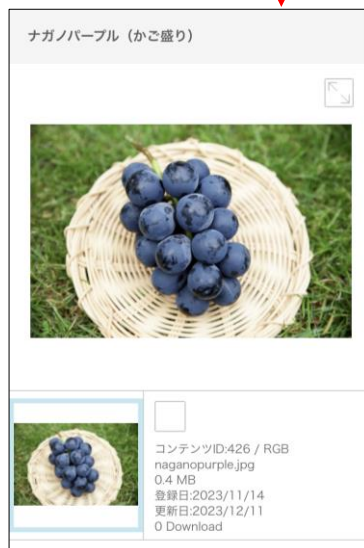 ナガノパープル（かご盛り）
コンテンツID:426 / RGB
naganopurple.jpg
0.4 MB
登録日:2023/11/14
更新日:2023/12/11
0 Download